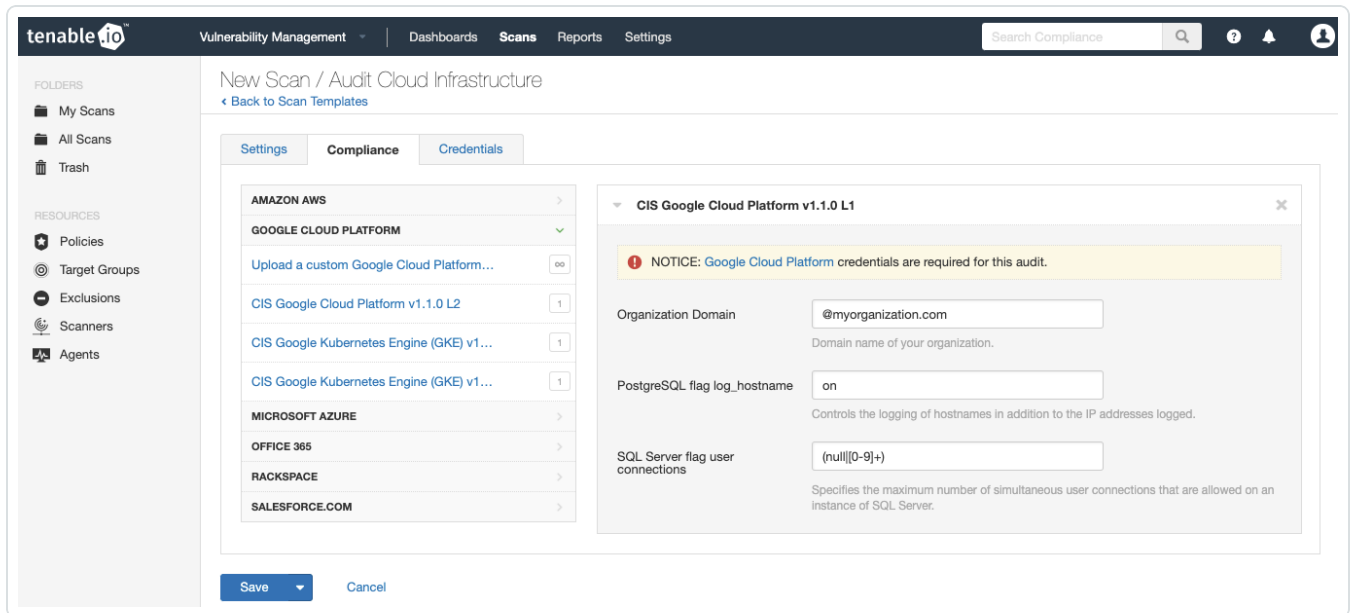 tenable.io™
Vulnerability Management
Dashboards
Scans
Reports
Settings
Search Compliance
FOLDERS
My Scans
All Scans
Trash
RESOURCES
Policies
Target Groups
Exclusions
Scanners
Agents
New Scan / Audit Cloud Infrastructure
‹ Back to Scan Templates
Settings
Compliance
Credentials
AMAZON AWS
GOOGLE CLOUD PLATFORM
Upload a custom Google Cloud Platform… ∞
CIS Google Cloud Platform v1.1.0 L2 1
CIS Google Kubernetes Engine (GKE) v1... 1
CIS Google Kubernetes Engine (GKE) v1... 1
MICROSOFT AZURE
OFFICE 365
RACKSPACE
SALESFORCE.COM
CIS Google Cloud Platform v1.1.0 L1
NOTICE: Google Cloud Platform credentials are required for this audit.
Organization Domain
@myorganization.com
Domain name of your organization.
PostgreSQL flag log_hostname
on
Controls the logging of hostnames in addition to the IP addresses logged.
SQL Server flag user
connections
(null|[0-9]+)
Specifies the maximum number of simultaneous user connections that are allowed on an
instance of SQL Server.
Save
Cancel